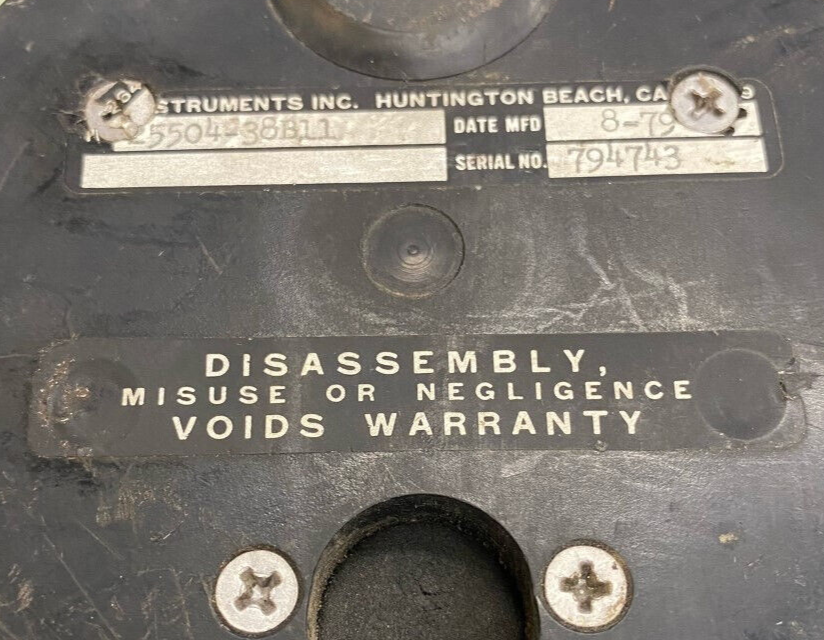 STRUMENTS INC. HUNTINGTON BEACH, CA 9
25504-38B11 DATE MFD 8-79
SERIAL NO. 794743
DISASSEMBLY,
MISUSE OR NEGLIGENCE
VOIDS WARRANTY